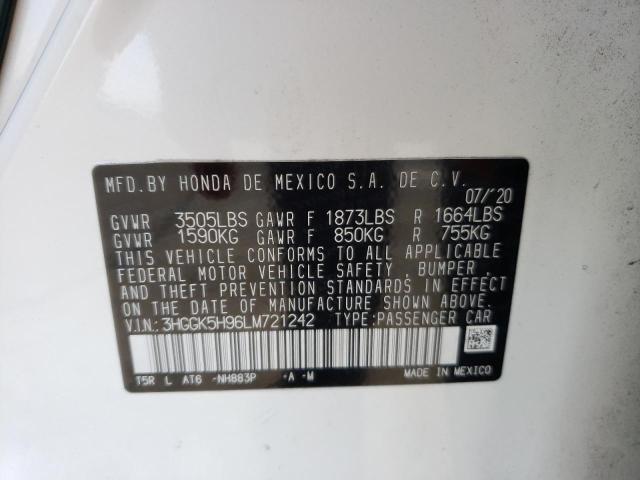 MFD.BY HONDA DE MEXICO S.A. DE C.V.
07/'20
GVWR 3505LBS GAWR F 1873LBS R 1664LBS
GVWR 1590KG GAWR F 850KG R 755KG
THIS VEHICLE CONFORMS TO ALL APPLICABLE
FEDERAL MOTOR VEHICLE SAFETY, BUMPER,
AND THEFT PREVENTION STANDARDS IN EFFECT
ON THE DATE OF MANUFACTURE SHOWN ABOVE.
V.I.N.: 3HGGK5H96LM721242 TYPE:PASSENGER CAR
T5R L AT6 -NH883P -A -M MADE IN MEXICO